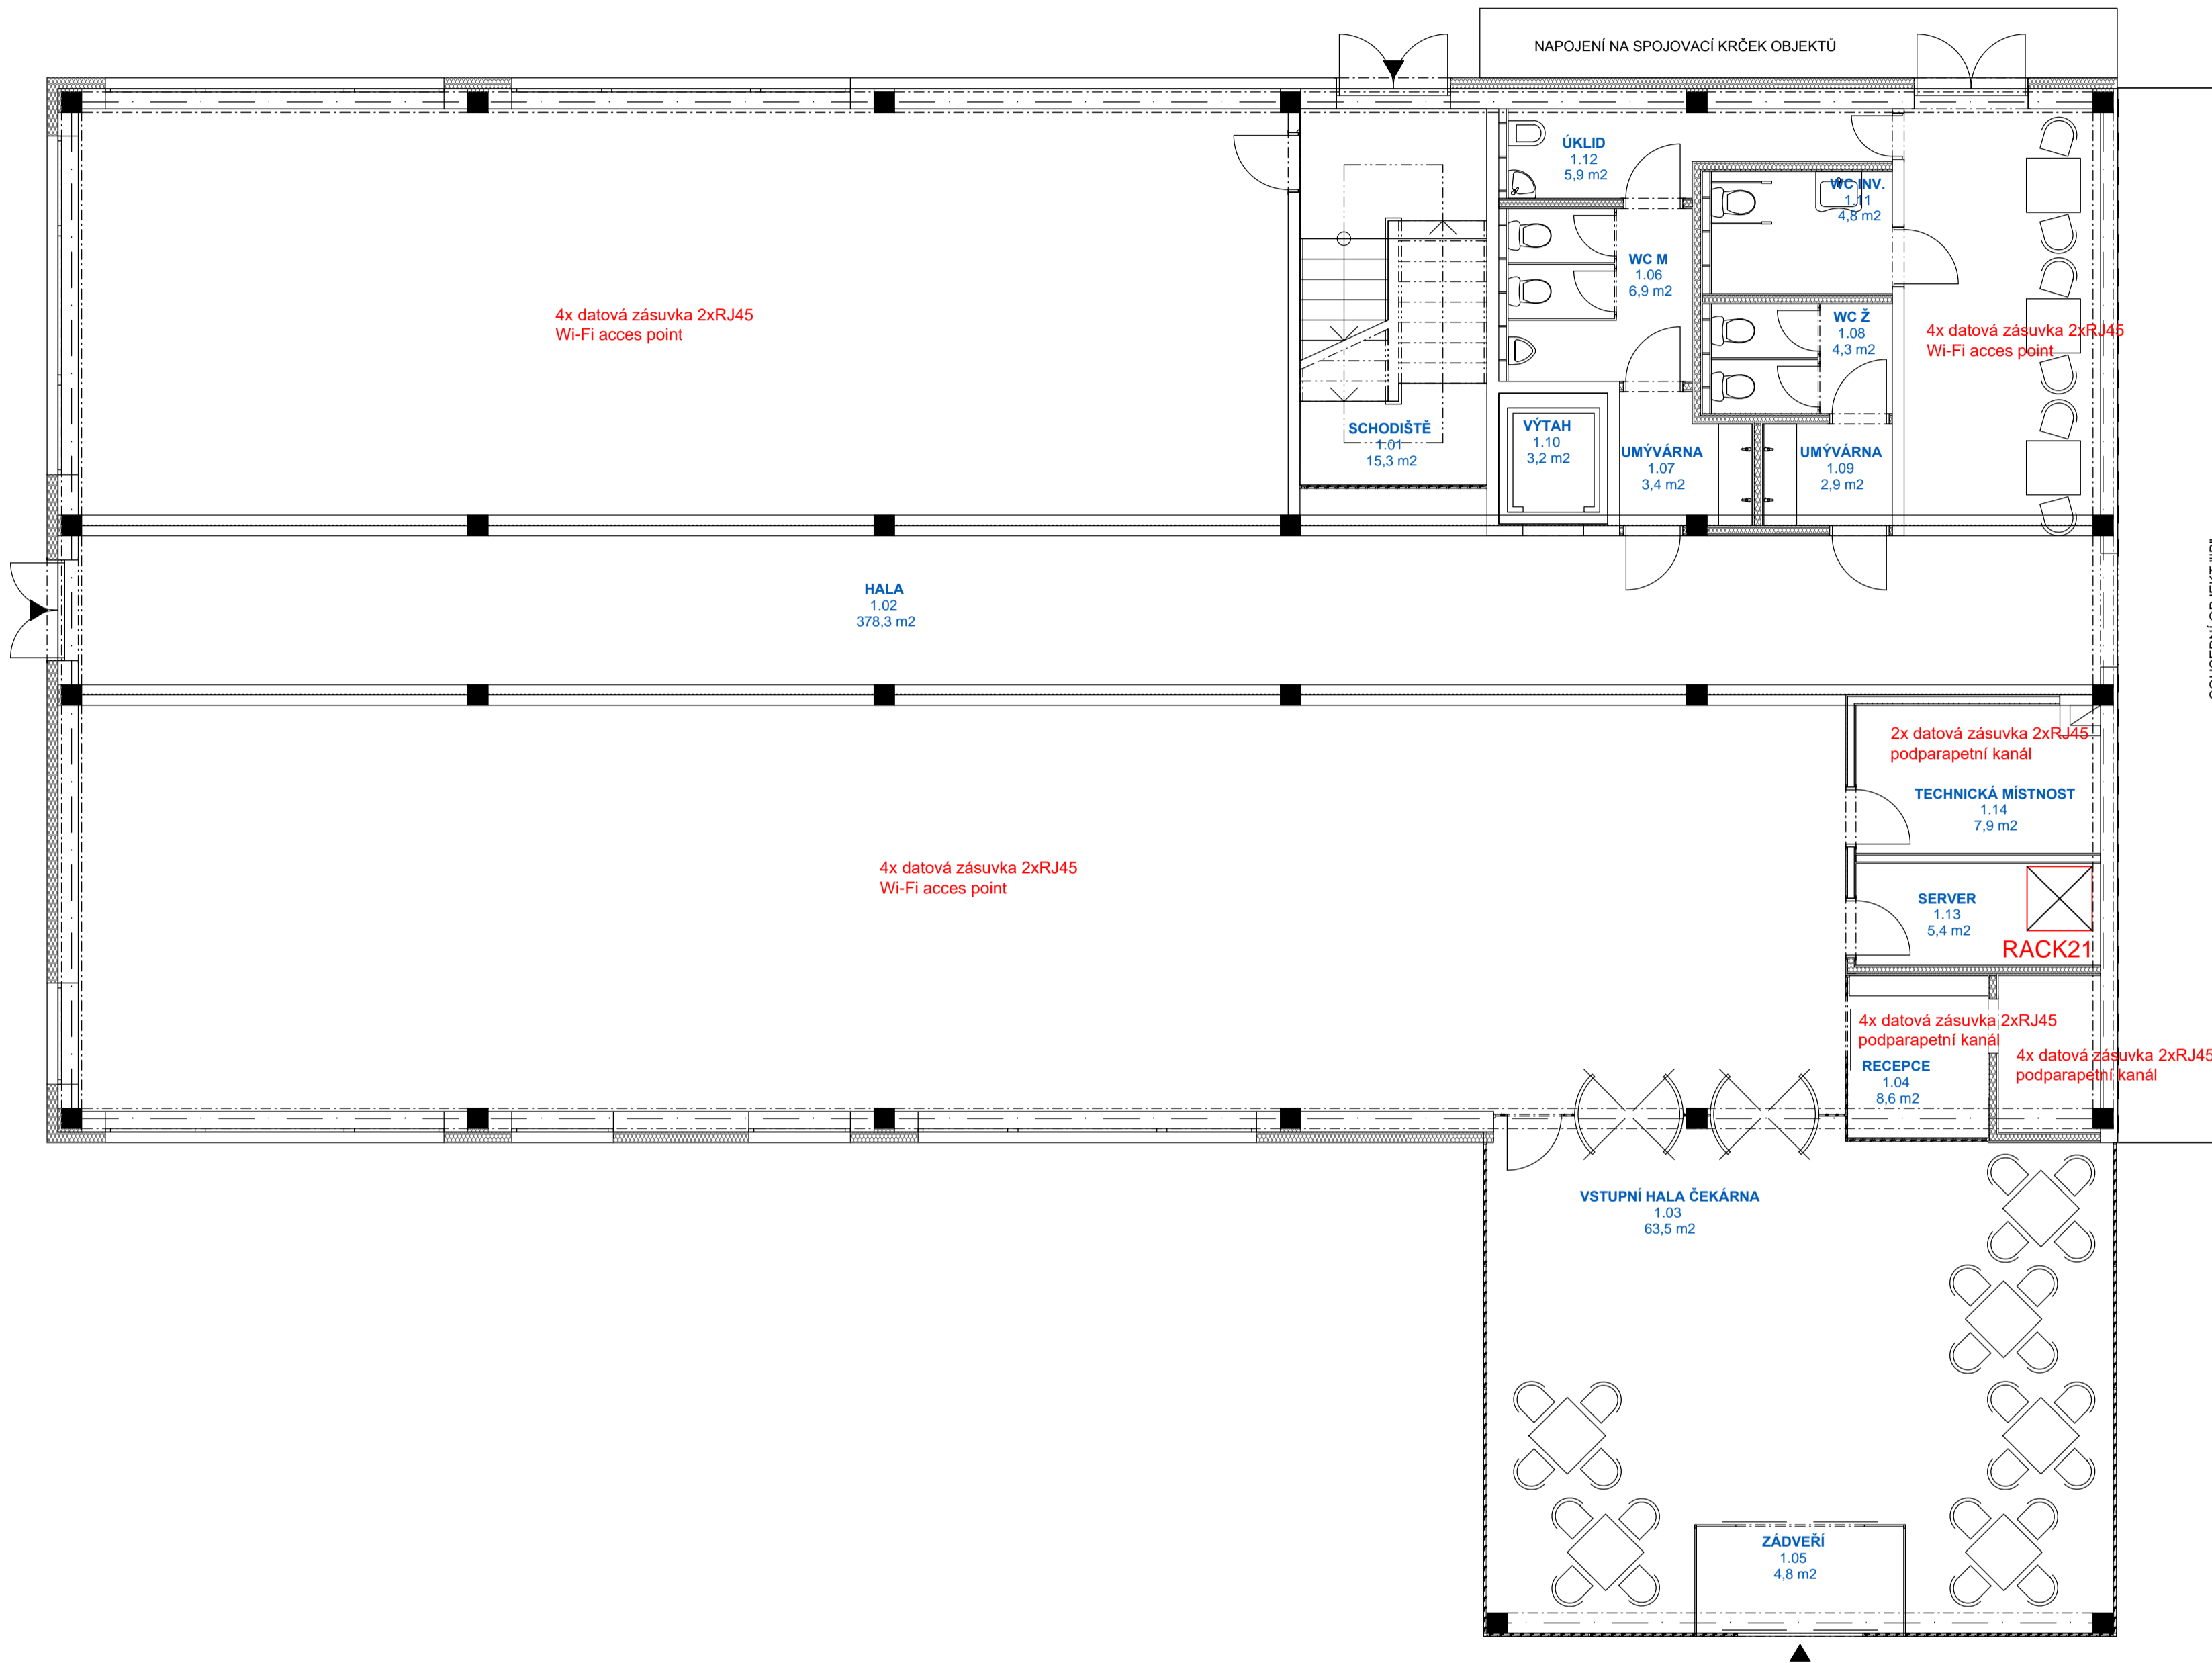 NAPOJENÍ NA SPOJOVACÍ KRČEK OBJEKTŮ
ÚKLID
1.12
5,9 m2
WC INV.
1.11
4,8 m2
WC M
1.06
6,9 m2
4x datová zásuvka 2xRJ45
Wi-Fi acces point
WC Ž
1.08
4,3 m2
4x datová zásuvka 2xRJ45
Wi-Fi acces point
SCHODIŠTĚ
1.01
15,3 m2
VÝTAH
1.10
3,2 m2
UMÝVÁRNA
1.07
3,4 m2
UMÝVÁRNA
1.09
2,9 m2
HALA
1.02
378,3 m2
2x datová zásuvka 2xRJ45
podparapetní kanál
TECHNICKÁ MÍSTNOST
1.14
7,9 m2
4x datová zásuvka 2xRJ45
Wi-Fi acces point
SERVER
1.13
5,4 m2
RACK21
4x datová zásuvka 2xRJ45
podparapetní kanál
RECEPCE
1.04
8,6 m2
4x datová zásuvka 2xRJ45
podparapetní kanál
VSTUPNÍ HALA ČEKÁRNA
1.03
63,5 m2
ZÁDVEŘÍ
1.05
4,8 m2